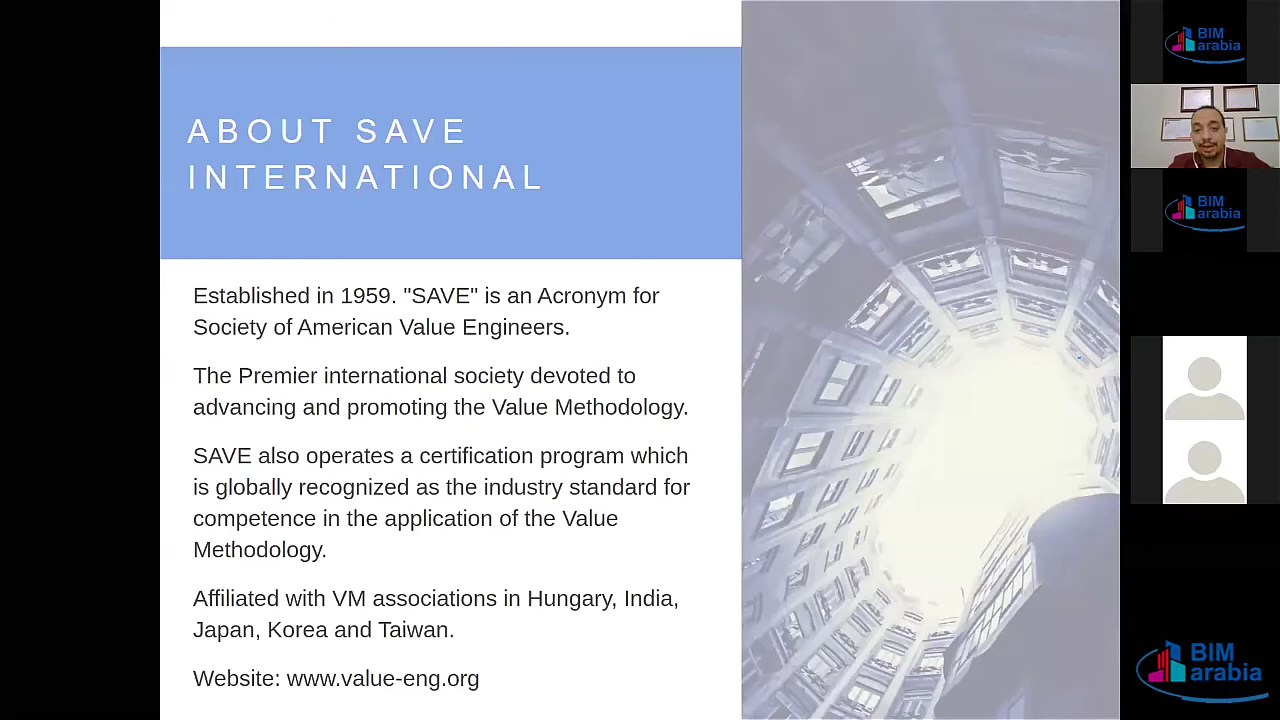 ABOUT SAVE
INTERNATIONAL
Established in 1959. "SAVE" is an Acronym for
Society of American Value Engineers.
The Premier international society devoted to
advancing and promoting the Value Methodology.
SAVE also operates a certification program which
is globally recognized as the industry standard for
competence in the application of the Value
Methodology.
Affiliated with VM associations in Hungary, India,
Japan, Korea and Taiwan.
Website: www.value-eng.org
BIM
arabia
BIM
arabia
BIM
arabia